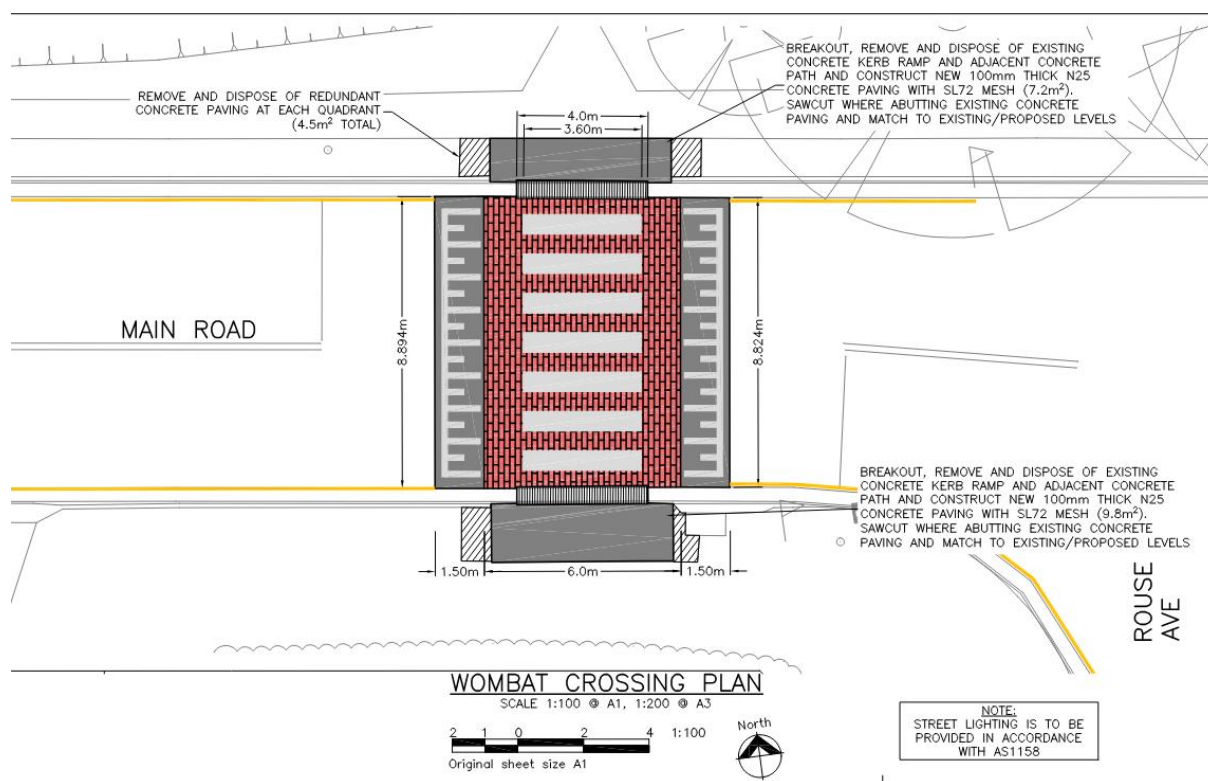 REMOVE AND DISPOSE OF REDUNDANT
CONCRETE PAVING AT EACH QUADRANT
(4.5m² TOTAL)
BREAKOUT, REMOVE AND DISPOSE OF EXISTING
CONCRETE KERB RAMP AND ADJACENT CONCRETE
PATH AND CONSTRUCT NEW 100mm THICK N25
CONCRETE PAVING WITH SL72 MESH (7.2m²).
SAWCUT WHERE ABUTTING EXISTING CONCRETE
PAVING AND MATCH TO EXISTING/PROPOSED LEVELS
4.0m
3.60m
MAIN ROAD
8.894m
8.824m
BREAKOUT, REMOVE AND DISPOSE OF EXISTING
CONCRETE KERB RAMP AND ADJACENT CONCRETE
PATH AND CONSTRUCT NEW 100mm THICK N25
CONCRETE PAVING WITH SL72 MESH (9.8m²).
SAWCUT WHERE ABUTTING EXISTING CONCRETE
PAVING AND MATCH TO EXISTING/PROPOSED LEVELS
1.50m
6.0m
1.50m
ROUSE
AVE
WOMBAT CROSSING PLAN
SCALE 1:100 @ A1, 1:200 @ A3
2 1 0 2 4 1:100
Original sheet size A1
North
NOTE:
STREET LIGHTING IS TO BE
PROVIDED IN ACCORDANCE
WITH AS1158